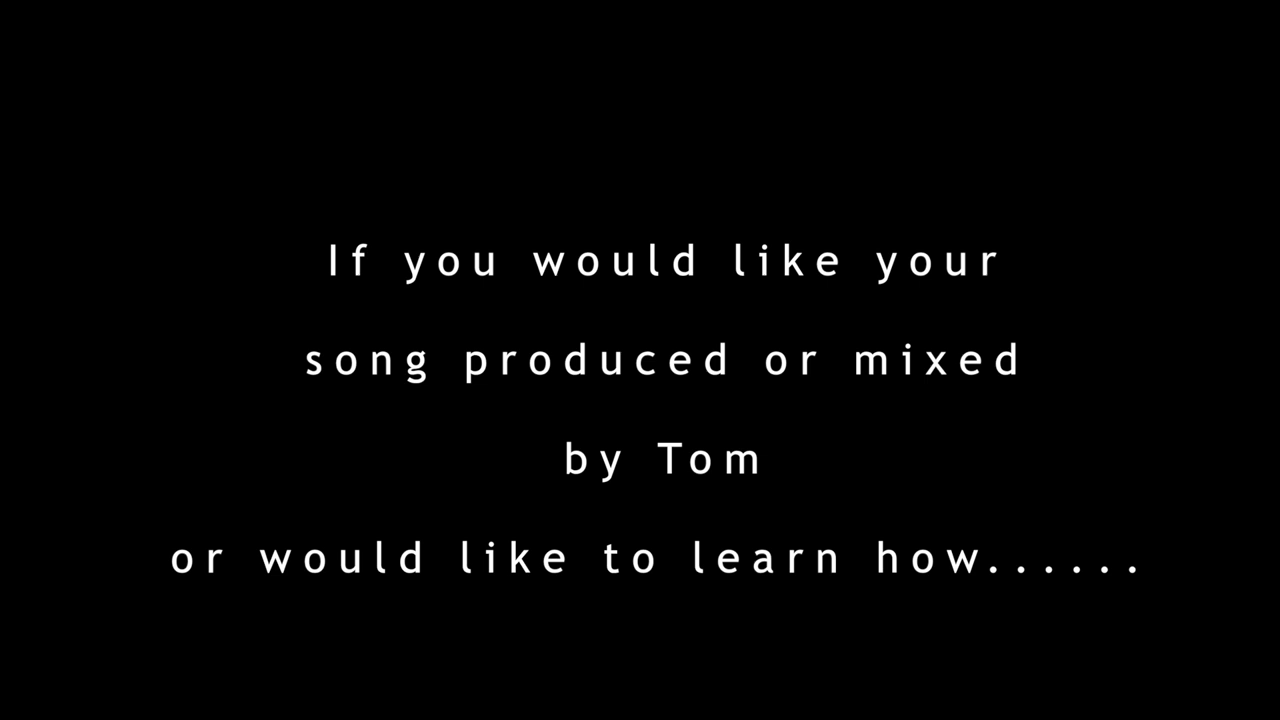 If you would like your
song produced or mixed
by Tom
or would like to learn how......